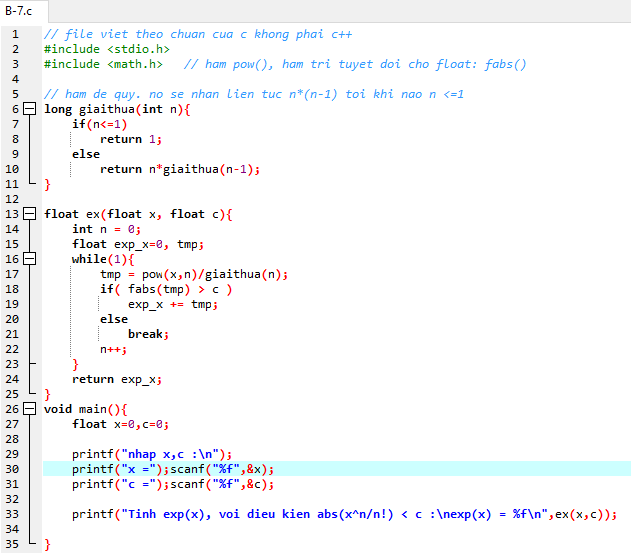 B-7.c
1 // file viet theo chuan cua c khong phai c++
2 #include <stdio.h>
3 #include <math.h>   // ham pow(), ham tri tuyet doi cho float: fabs()
4
5 // ham de quy. no se nhan lien tuc n*(n-1) toi khi nao n <=1
6 long giaithua(int n){
7     if(n<=1)
8         return 1;
9     else
10         return n*giaithua(n-1);
11 }
12
13 float ex(float x, float c){
14     int n = 0;
15     float exp_x=0, tmp;
16     while(1){
17         tmp = pow(x,n)/giaithua(n);
18         if( fabs(tmp) > c )
19             exp_x += tmp;
20         else
21             break;
22         n++;
23     }
24     return exp_x;
25 }
26 void main(){
27     float x=0,c=0;
28
29     printf("nhap x,c :\n");
30     printf("x =");scanf("%f",&x);
31     printf("c =");scanf("%f",&c);
32
33     printf("Tinh exp(x), voi dieu kien abs(x^n/n!) < c :\nexp(x) = %f\n",ex(x,c));
34
35 }